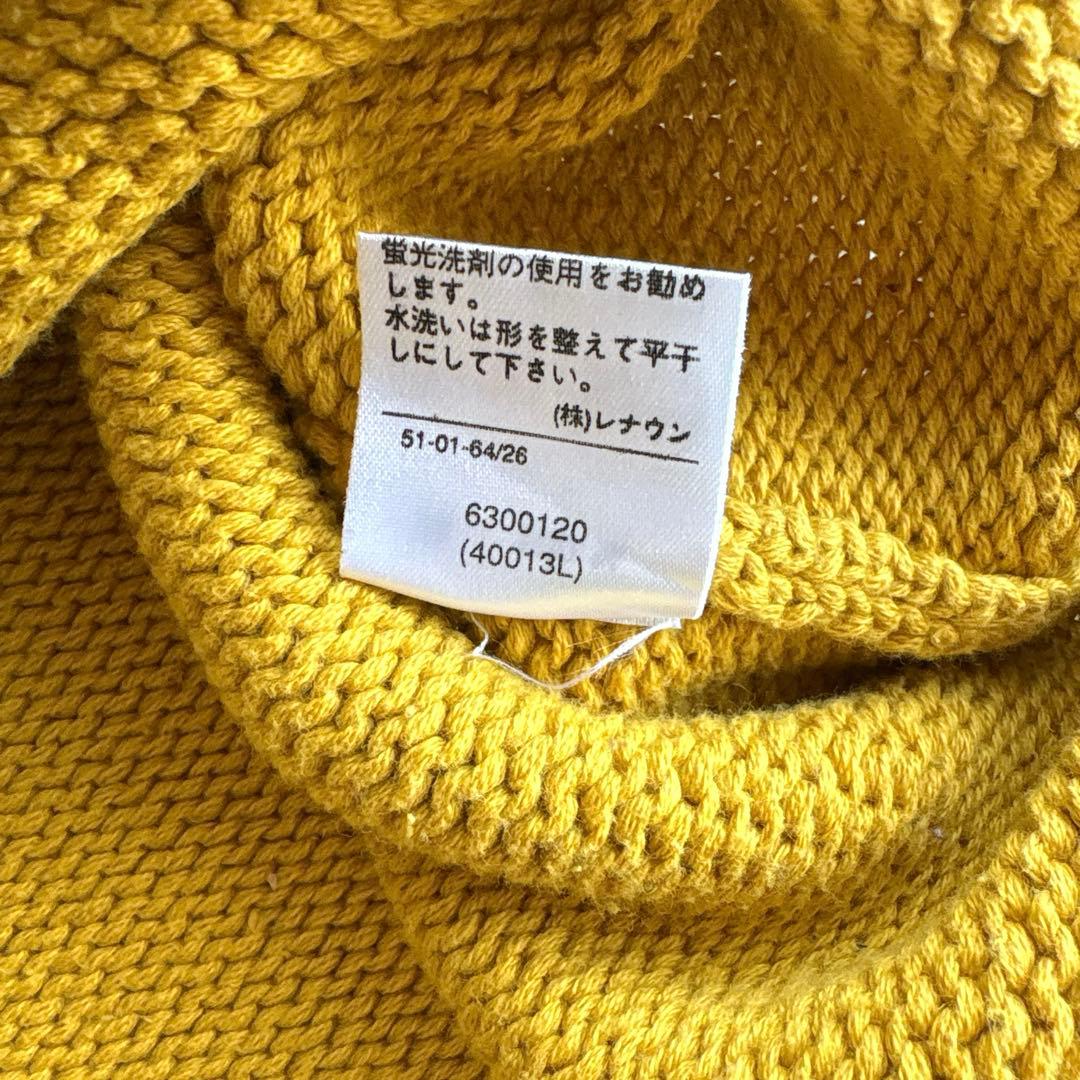 蛍光洗剤の使用をお勧め
します。
水洗いは形を整えて平干
しにして下さい。
(株)レナウン
51-01-64/26
6300120
(40013L)